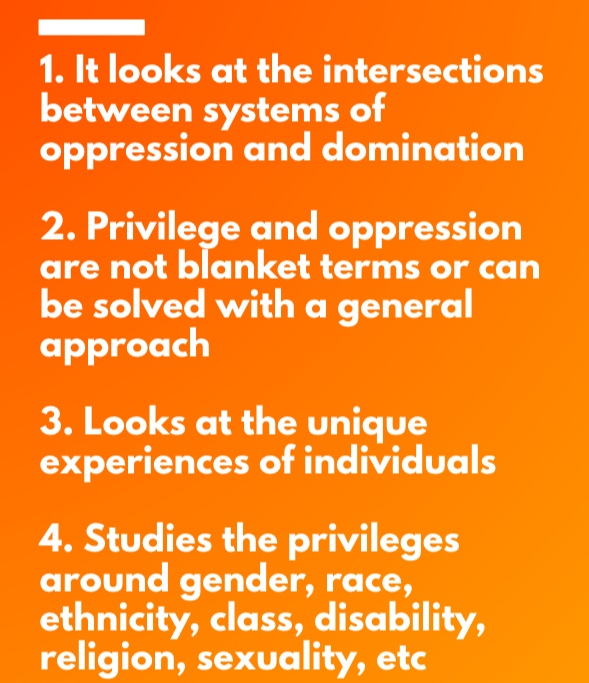 1. It looks at the intersections
between systems of
oppression and domination
2. Privilege and oppression
are not blanket terms or can
be solved with a general
approach
3. Looks at the unique
experiences of individuals
4. Studies the privileges
around gender, race,
ethnicity, class, disability,
religion, sexuality, etc